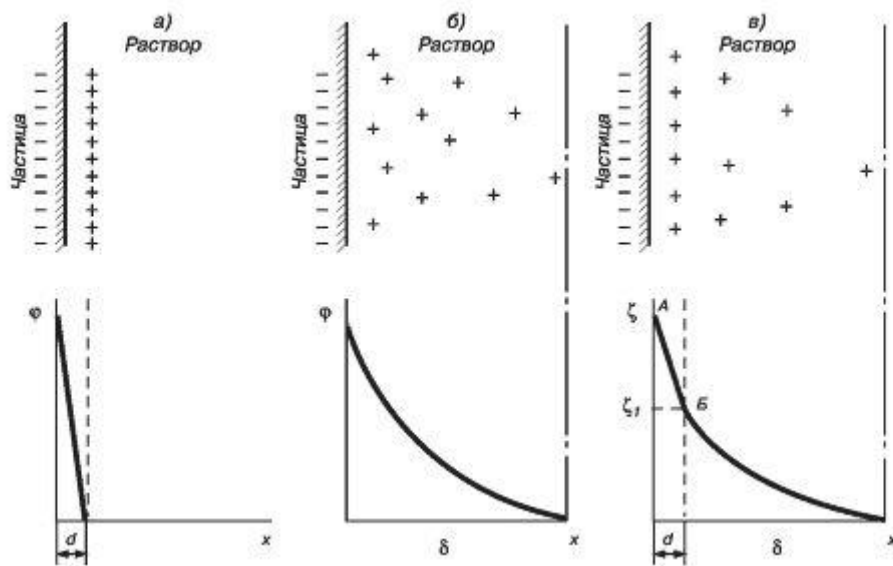 а)
Раствор
Частица
φ
d
x
б)
Раствор
Частица
φ
δ
x
в)
Раствор
Частица
ζ
A
ζ1
Б
d
δ
x